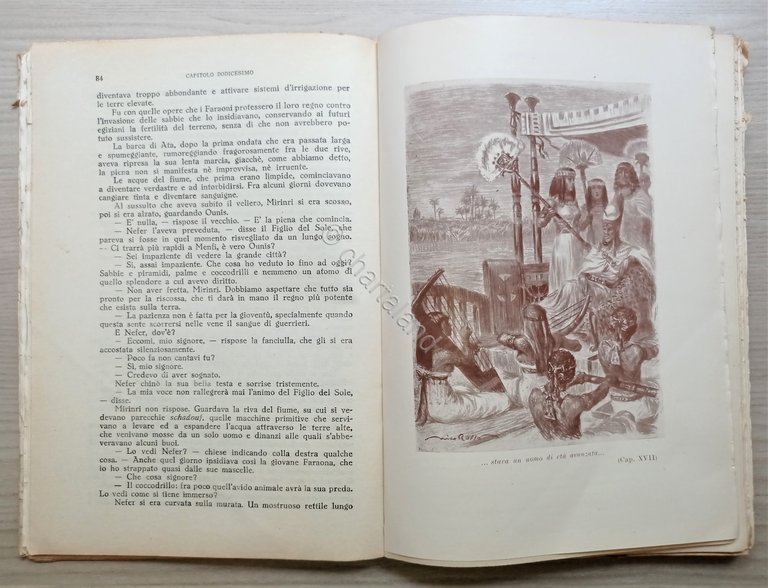 84
CAPITOLO DODICESIMO
diventava troppo abbondante e attivare sistemi d'irrigazione per
le terre elevate.
Fu con quelle opere che i Faraoni protessero il loro regno contro
l'invasione delle sabbie che lo insidiavano, conservando ai futuri
egiziani la fertilità del terreno, senza di che non avrebbero po-
tuto sussistere.
La barca di Ata, dopo la prima ondata che era passata larga
e spumeggiante, rumoreggiando fragorosamente fra le due rive,
aveva ripresa la sua lenta marcia, giacchè, come abbiamo detto,
la piena non si manifesta nè improvvisa, nè irruente.
Le acque del fiume, che prima erano limpide, cominciavano
a diventare verdastre e ad intorbidirsi. Fra alcuni giorni dovevano
cangiare tinta e diventare sanguigne.
Al sussulto che aveva subito il veliero, Mirinri si era scosso,
poi si era alzato, guardando Ounis.
— E' nulla, — rispose il vecchio. — E' la piena che comincia.
— Nefer l'aveva preveduta, — disse il Figlio del Sole, che
pareva si fosse in quel momento risvegliato da un lungo sogno.
— Ci trarrà più rapidi a Menfi, è vero Ounis?
— Sei impaziente di vedere la grande città?
— Sì, assai impaziente. Che cosa ho veduto io fino ad oggi?
Sabbie e piramidi, palme e coccodrilli e nemmeno un atomo di
quello splendore a cui avevo diritto.
— Non aver fretta, Mirinri. Dobbiamo aspettare che tutto sia
pronto per la riscossa, che ti darà in mano il regno più potente
che esista sulla terra.
— La pazienza non è fatta per la gioventù, specialmente quando
questa sente scorrersi nelle vene il sangue di guerrieri.
E Nefer, dov'è?
— Eccomi, mio signore, — rispose la fanciulla, che gli si era
accostata silenziosamente.
— Poco fa non cantavi tu?
— Sì, mio signore.
— Credevo di aver sognato.
Nefer chinò la sua bella testa e sorrise tristemente.
— La mia voce non rallegrerà mai l'animo del Figlio del Sole,
— disse.
Mirinri non rispose. Guardava la riva del fiume, su cui si ve-
devano parecchie schadouf, quelle macchine primitive che servi-
vano a levare ed a espandere l'acqua attraverso le terre alte,
che venivano mosse da un solo uomo e dinanzi alle quali s'abbe-
veravano alcuni buoi.
— Lo vedi Nefer? — chiese indicando colla destra qualche
cosa. — Anche quel giorno insidiava così la giovane Faraona, che
io ho strappato quasi dalle sue mascelle.
— Che cosa signore?
— Il coccodrillo: fra poco quell'avido animale avrà la sua preda.
Lo vedi come si tiene immerso?
Nefer si era curvata sulla murata. Un mostruoso rettile lungo
... stava un uomo di età avanzata...
(Cap. XVII)